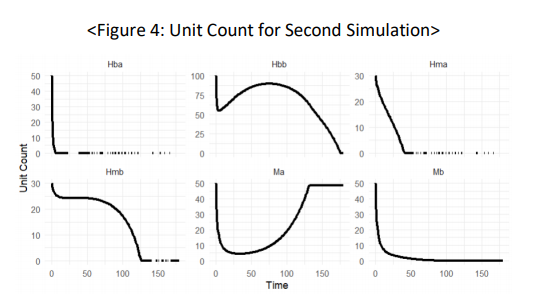 <Figure 4: Unit Count for Second Simulation>
Hba Hbb Hma
50 100 30
40 75 20
30 50 10
20 25 0
10 0
0
Hmb Ma Mb
30 50 50
20 40 40
10 30 30
0 20 20
10 10
0 0
0 50 100 150 0 50 100 150 0 50 100 150
Unit Count
Time